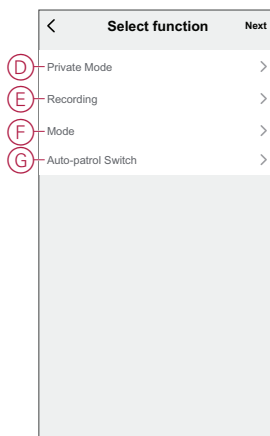 Select function Next
D Private Mode
E Recording
F Mode
G Auto-patrol Switch